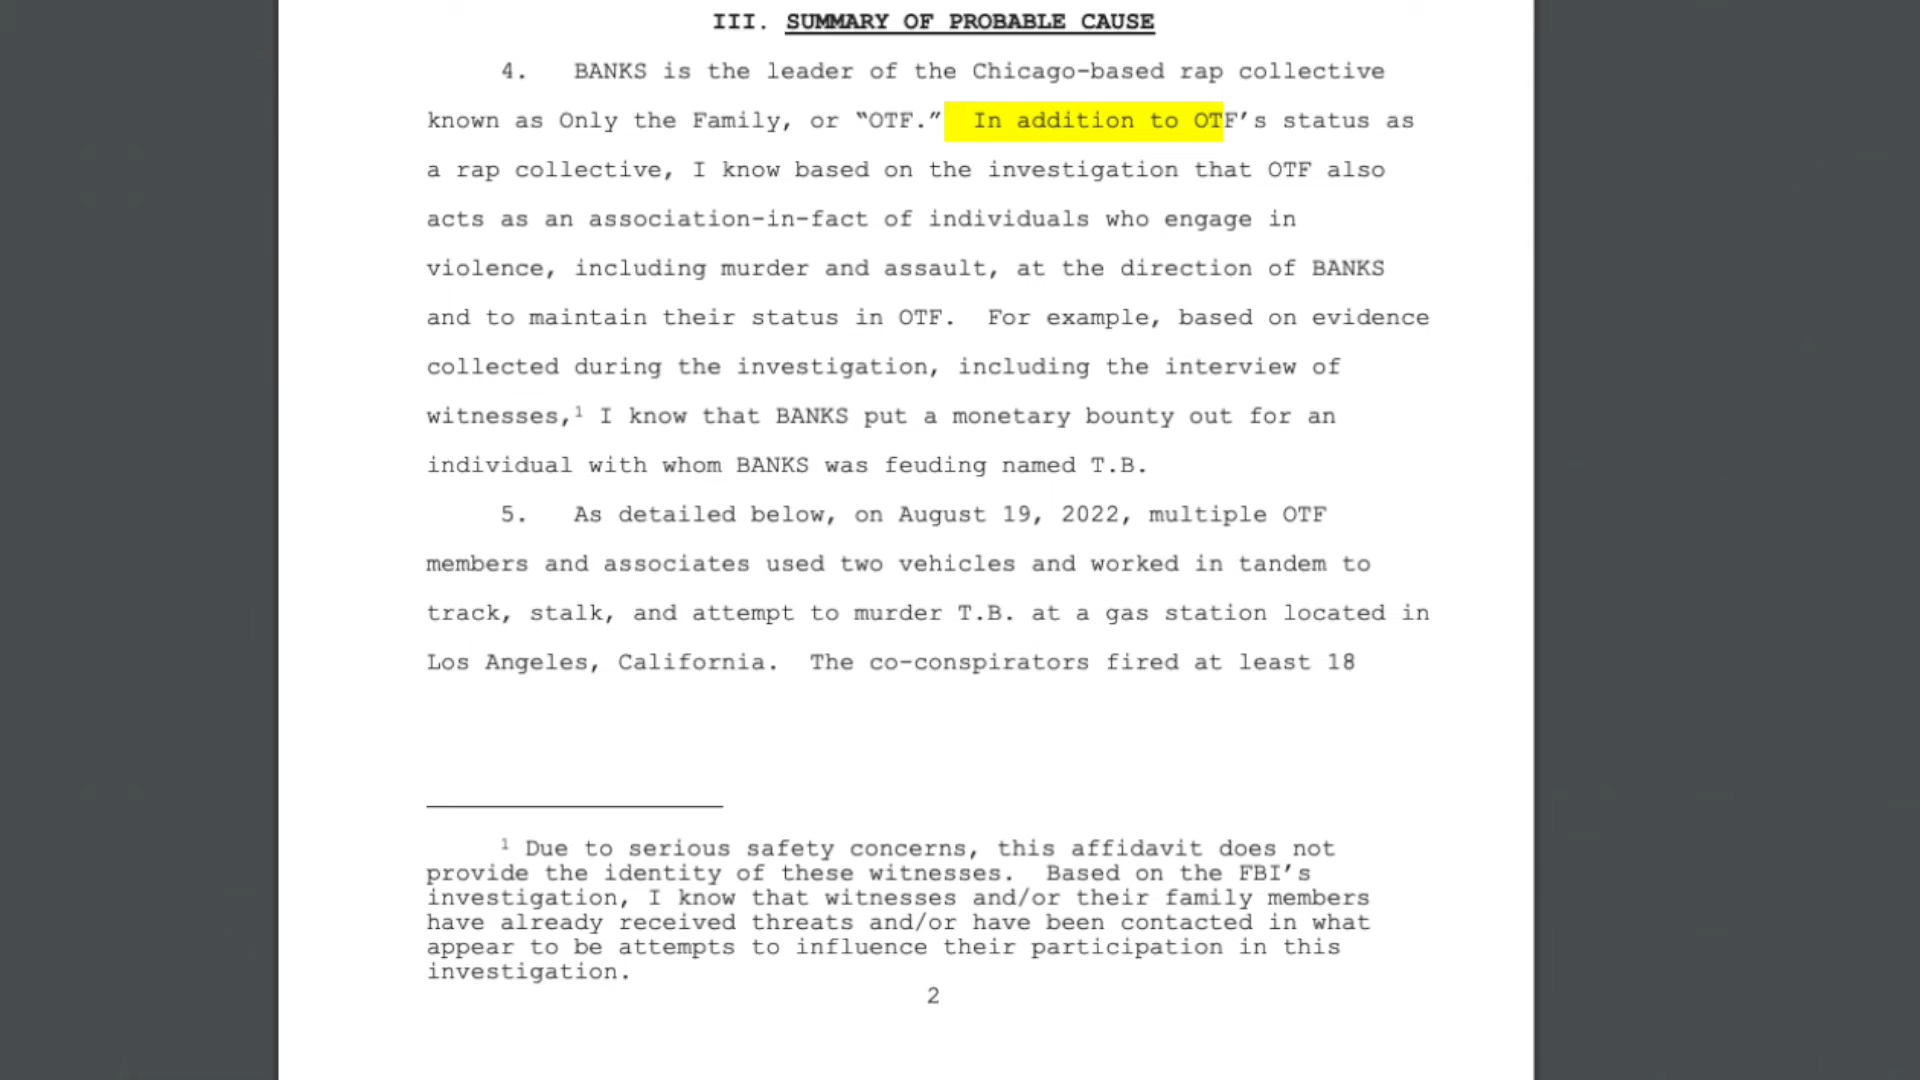 III. SUMMARY OF PROBABLE CAUSE
4. BANKS is the leader of the Chicago-based rap collective
known as Only the Family, or “OTF.” In addition to OTF’s status as
a rap collective, I know based on the investigation that OTF also
acts as an association-in-fact of individuals who engage in
violence, including murder and assault, at the direction of BANKS
and to maintain their status in OTF. For example, based on evidence
collected during the investigation, including the interview of
witnesses,¹ I know that BANKS put a monetary bounty out for an
individual with whom BANKS was feuding named T.B.
5. As detailed below, on August 19, 2022, multiple OTF
members and associates used two vehicles and worked in tandem to
track, stalk, and attempt to murder T.B. at a gas station located in
Los Angeles, California. The co-conspirators fired at least 18
¹ Due to serious safety concerns, this affidavit does not
provide the identity of these witnesses. Based on the FBI’s
investigation, I know that witnesses and/or their family members
have already received threats and/or have been contacted in what
appear to be attempts to influence their participation in this
investigation.
2